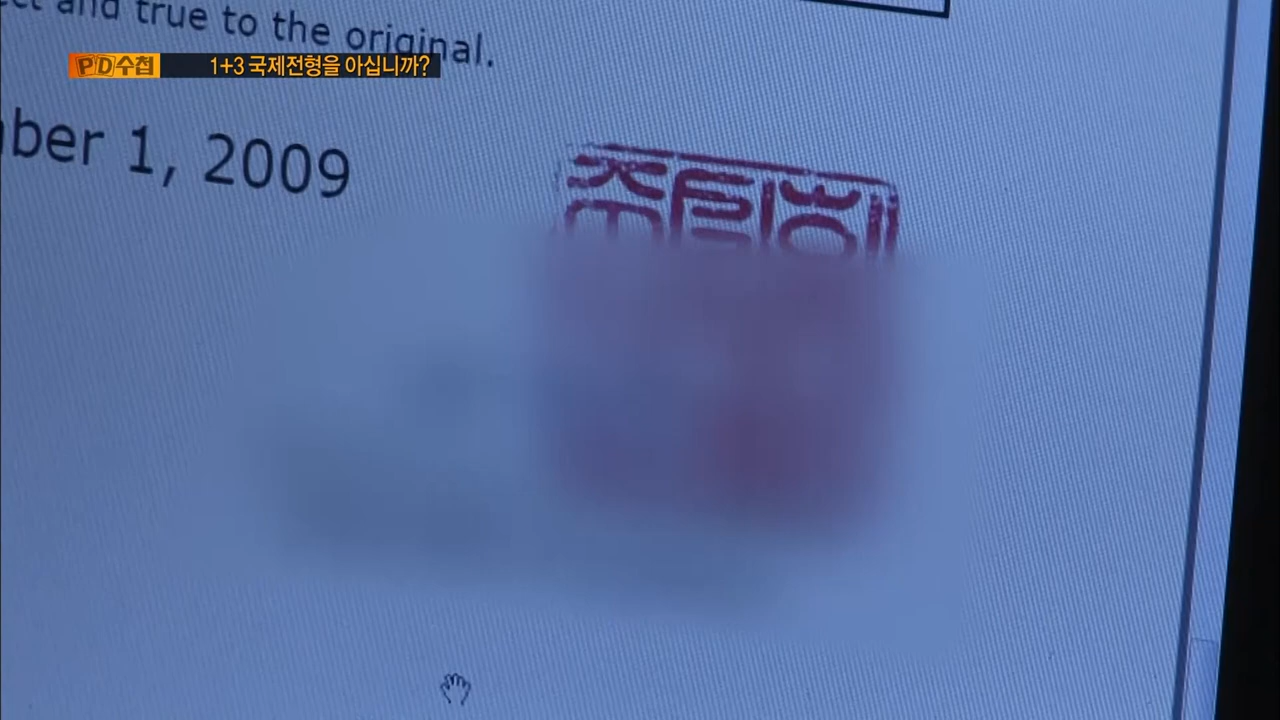 ct and true to the original.
PD수첩 1+3 국제전형을 아십니까?
ber 1, 2009